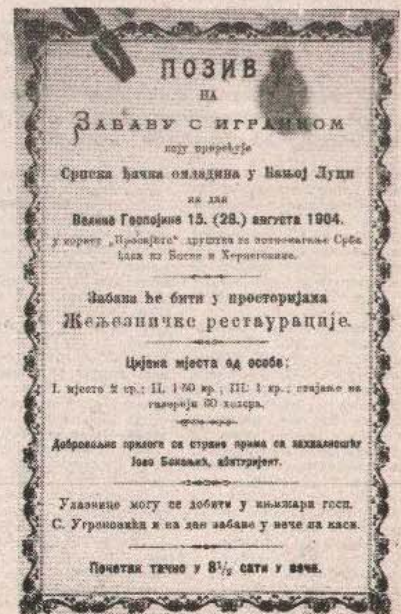 ПОЗИВ
НА
ЗАБАВУ С ИГРАНКОМ
коју приређује
Српска ђачка омладина у Бањој Луци
на дан
Велике Госпојине 15. (28.) августа 1904.
у корист „Просвјете“ друштва за потпомагање Срба
ђака из Босне и Херцеговине.
Забава ће бити у просторијама
Жељезничке рестаурације.
Цијена мјеста од особе:
I. мјесто 2 кр.; II. 1·50 кр.; III. 1 кр.; стајање на
галерији 60 хелера.
Добровољне прилоге са стране прима са захвалношћу
Јово абитуријент.
Улазнице могу се добити у књижари госп.
С. Угреновића и на дан забаве у вече на каси.
Почетак тачно у 8½ сати у вече.